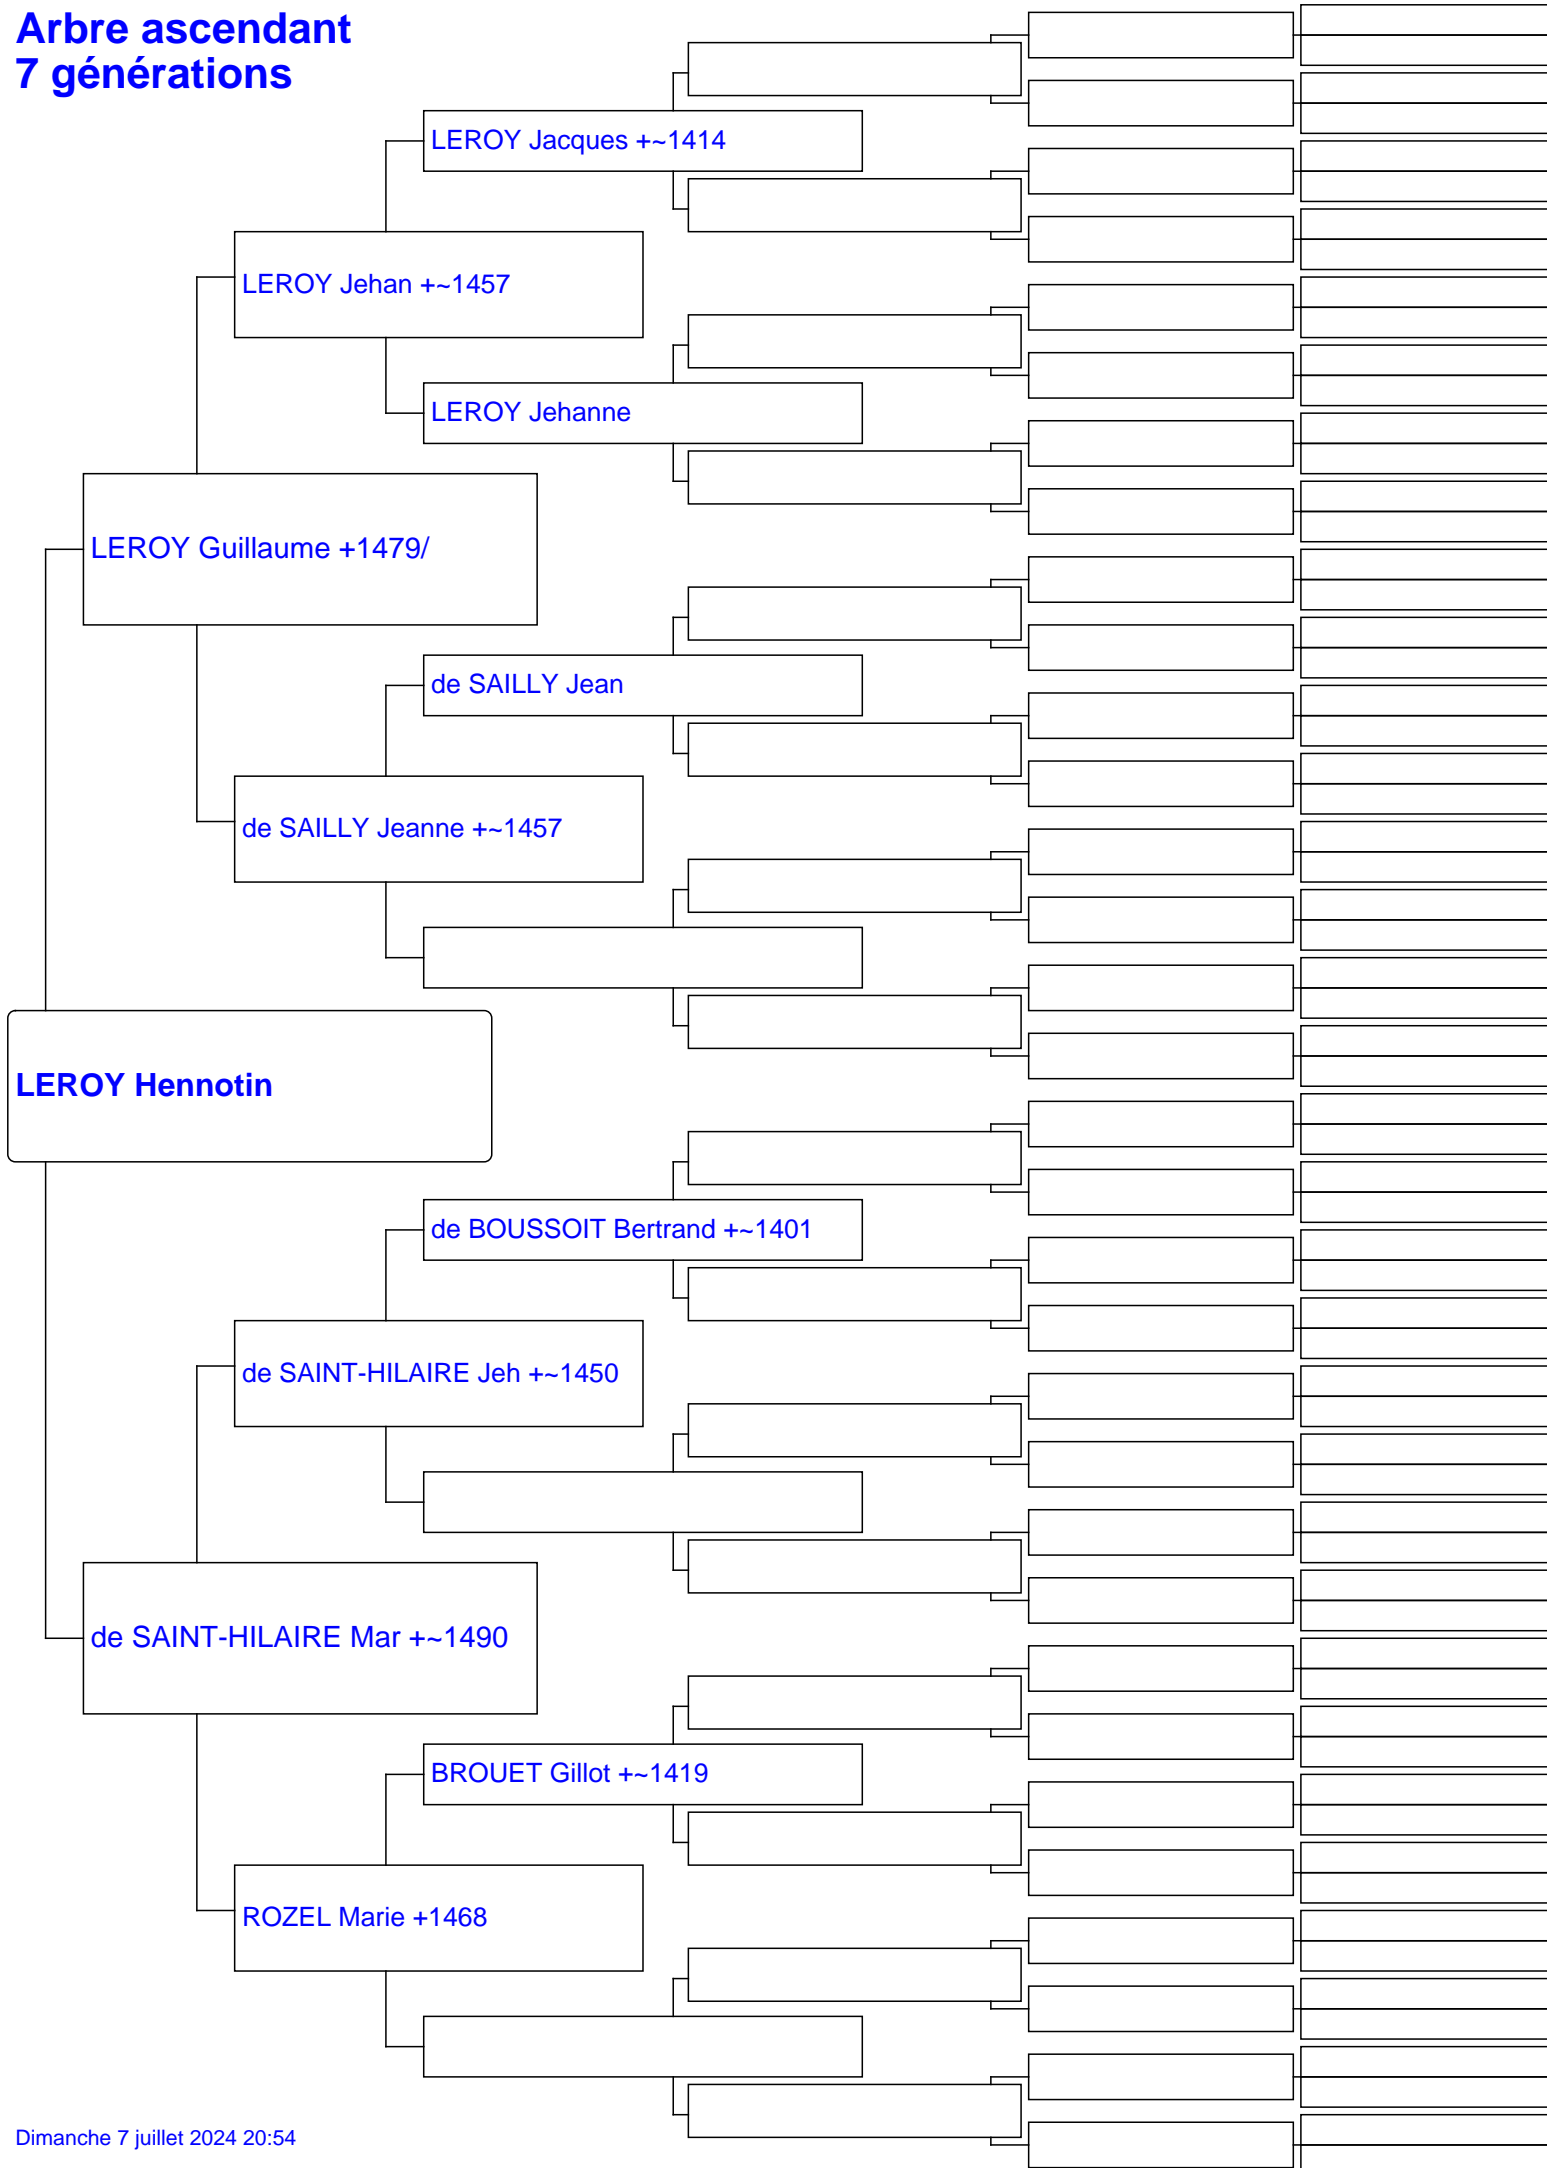 Arbre ascendant
7 générations
LEROY Jacques +~1414
LEROY Jehan +~1457
LEROY Jehanne
LEROY Guillaume +1479/
de SAILLY Jean
de SAILLY Jeanne +~1457
LEROY Hennotin
de BOUSSOIT Bertrand +~1401
de SAINT-HILAIRE Jeh +~1450
de SAINT-HILAIRE Mar +~1490
BROUET Gillot +~1419
ROZEL Marie +1468
Dimanche 7 juillet 2024 20:54